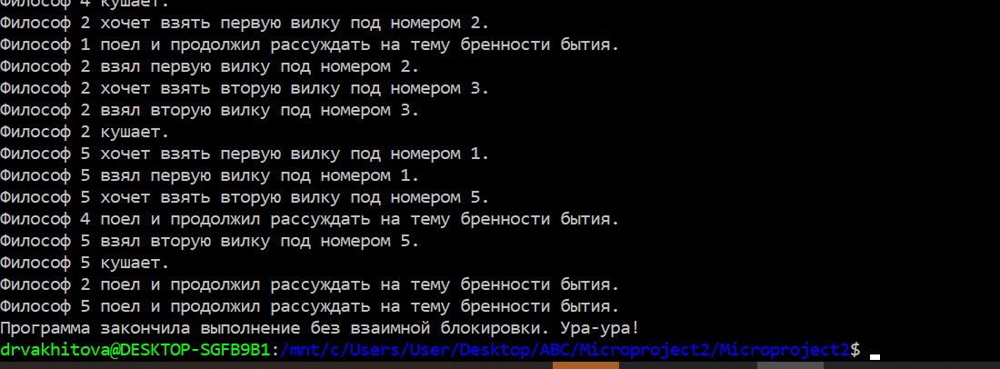 Философ 4 кушает.
Философ 2 хочет взять первую вилку под номером 2.
Философ 1 поел и продолжил рассуждать на тему бренности бытия.
Философ 2 взял первую вилку под номером 2.
Философ 2 хочет взять вторую вилку под номером 3.
Философ 2 взял вторую вилку под номером 3.
Философ 2 кушает.
Философ 5 хочет взять первую вилку под номером 1.
Философ 5 взял первую вилку под номером 1.
Философ 5 хочет взять вторую вилку под номером 5.
Философ 4 поел и продолжил рассуждать на тему бренности бытия.
Философ 5 взял вторую вилку под номером 5.
Философ 5 кушает.
Философ 2 поел и продолжил рассуждать на тему бренности бытия.
Философ 5 поел и продолжил рассуждать на тему бренности бытия.
Программа закончила выполнение без взаимной блокировки. Ура-ура!
drvakhitova@DESKTOP-SGFB9B1:/mnt/c/Users/User/Desktop/ABC/Microproject2/Microproject2$